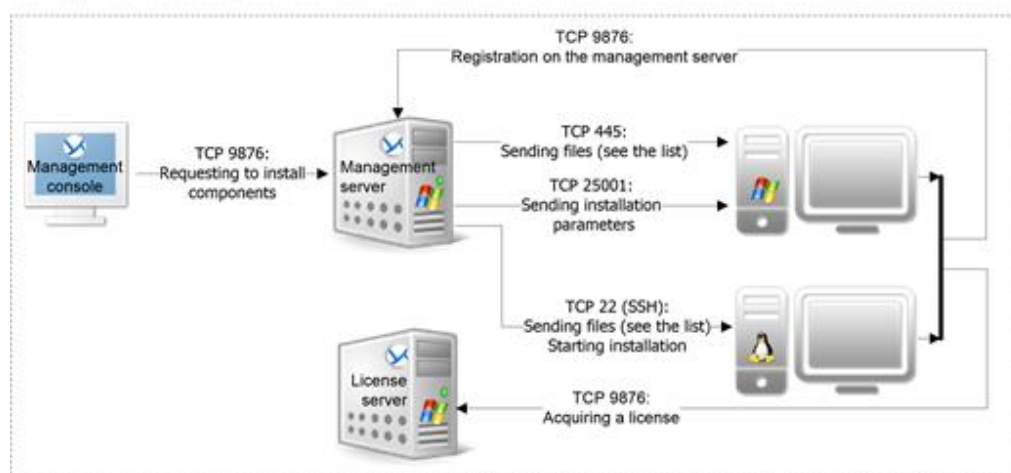 TCP 9876:
Registration on the management server
Management
console
TCP 9876:
Requesting to install
components
Management
server
TCP 445:
Sending files (see the list)
TCP 25001:
Sending installation
parameters
TCP 22 (SSH):
Sending files (see the list)
Starting installation
License
server
TCP 9876:
Acquiring a license